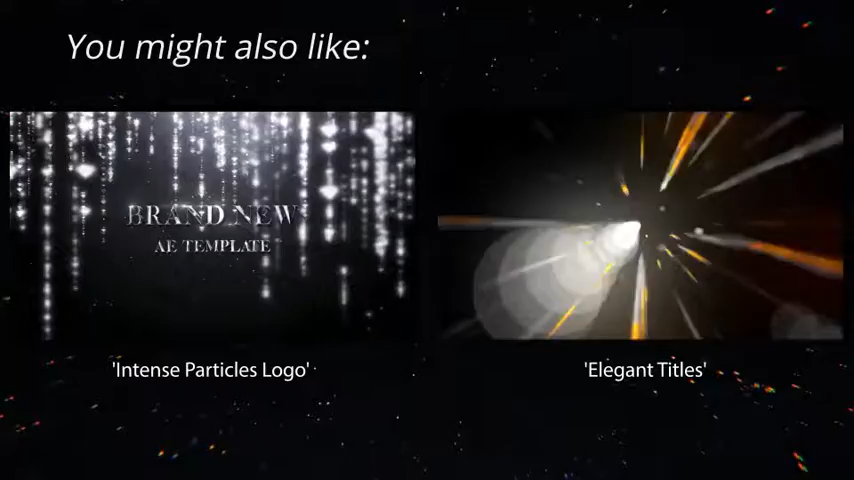 You might also like:
BRAND NEW
AE TEMPLATE
'Intense Particles Logo'
'Elegant Titles'